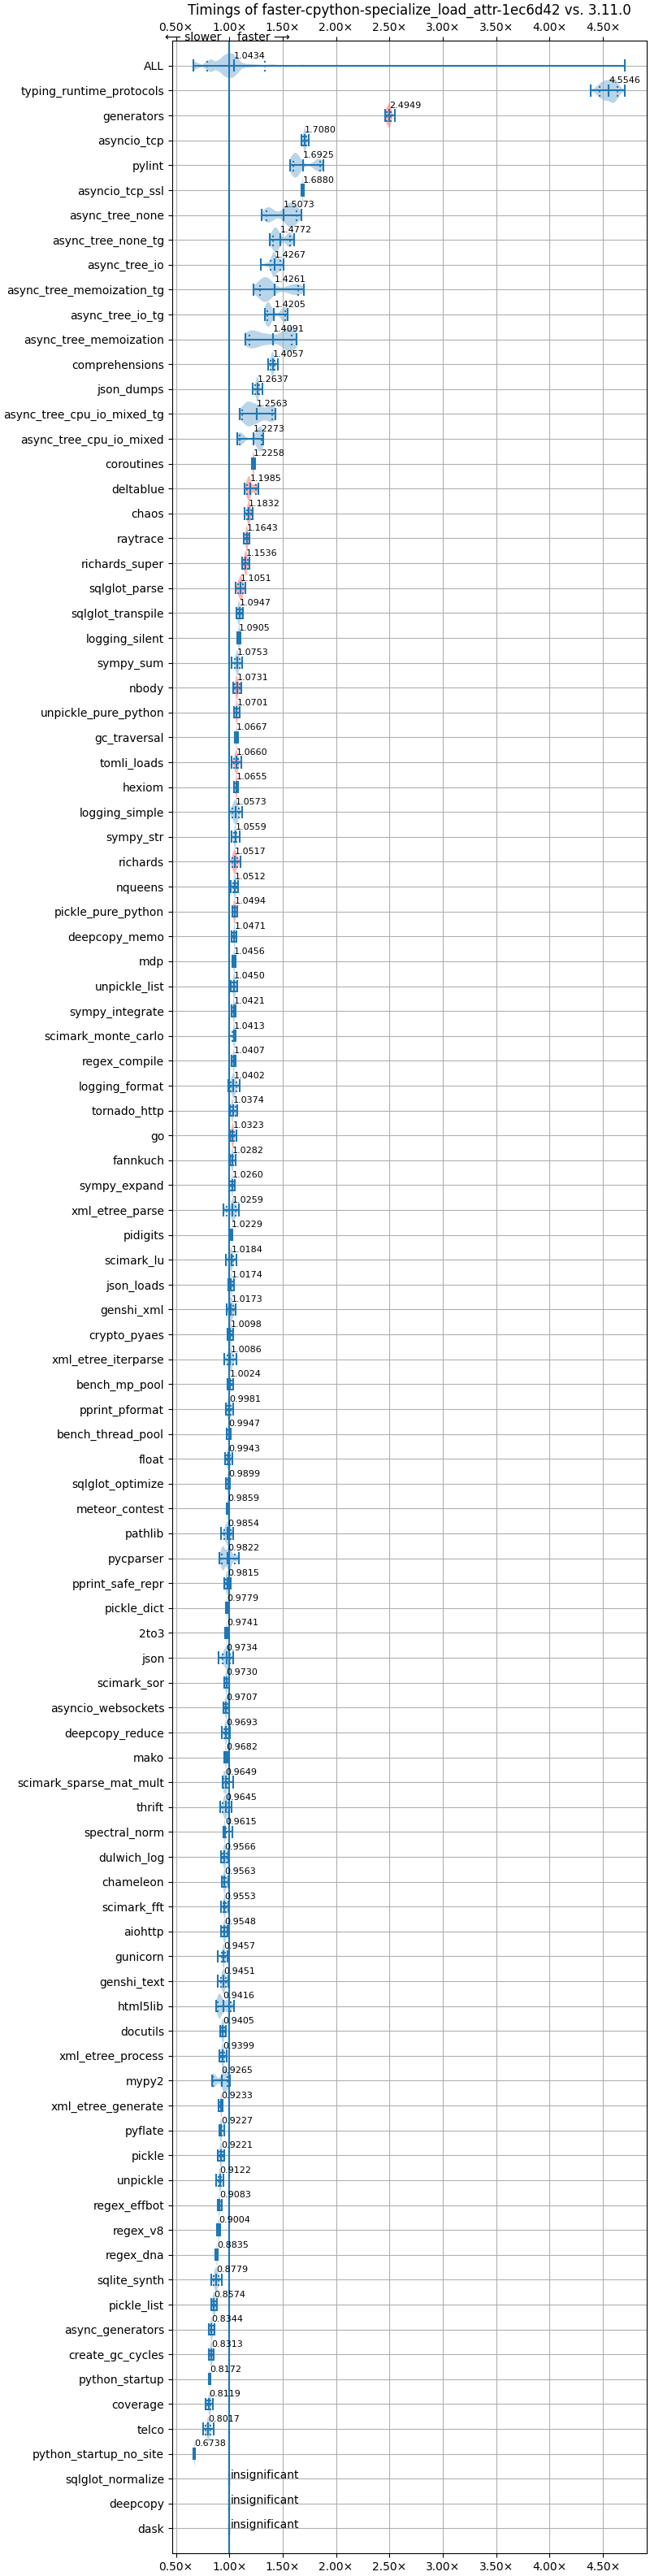 Timings of faster-cpython-specialize_load_attr-1ec6d42 vs. 3.11.0
0.50× 1.00× 1.50× 2.00× 2.50× 3.00× 3.50× 4.00× 4.50×
⟵ slower faster ⟶
ALL 1.0434
typing_runtime_protocols 4.5546
generators 2.4949
asyncio_tcp 1.7080
pylint 1.6925
asyncio_tcp_ssl 1.6880
async_tree_none 1.5073
async_tree_none_tg 1.4772
async_tree_io 1.4267
async_tree_memoization_tg 1.4261
async_tree_io_tg 1.4205
async_tree_memoization 1.4091
comprehensions 1.4057
json_dumps 1.2637
async_tree_cpu_io_mixed_tg 1.2563
async_tree_cpu_io_mixed 1.2273
coroutines 1.2258
deltablue 1.1985
chaos 1.1832
raytrace 1.1643
richards_super 1.1536
sqlglot_parse 1.1051
sqlglot_transpile 1.0947
logging_silent 1.0905
sympy_sum 1.0753
nbody 1.0731
unpickle_pure_python 1.0701
gc_traversal 1.0667
tomli_loads 1.0660
hexiom 1.0655
logging_simple 1.0573
sympy_str 1.0559
richards 1.0517
nqueens 1.0512
pickle_pure_python 1.0494
deepcopy_memo 1.0471
mdp 1.0456
unpickle_list 1.0450
sympy_integrate 1.0421
scimark_monte_carlo 1.0413
regex_compile 1.0407
logging_format 1.0402
tornado_http 1.0374
go 1.0323
fannkuch 1.0282
sympy_expand 1.0260
xml_etree_parse 1.0259
pidigits 1.0229
scimark_lu 1.0184
json_loads 1.0174
genshi_xml 1.0173
crypto_pyaes 1.0098
xml_etree_iterparse 1.0086
bench_mp_pool 1.0024
pprint_pformat 0.9981
bench_thread_pool 0.9947
float 0.9943
sqlglot_optimize 0.9899
meteor_contest 0.9859
pathlib 0.9854
pycparser 0.9822
pprint_safe_repr 0.9815
pickle_dict 0.9779
2to3 0.9741
json 0.9734
scimark_sor 0.9730
asyncio_websockets 0.9707
deepcopy_reduce 0.9693
mako 0.9682
scimark_sparse_mat_mult 0.9649
thrift 0.9645
spectral_norm 0.9615
dulwich_log 0.9566
chameleon 0.9563
scimark_fft 0.9553
aiohttp 0.9548
gunicorn 0.9457
genshi_text 0.9451
html5lib 0.9416
docutils 0.9405
xml_etree_process 0.9399
mypy2 0.9265
xml_etree_generate 0.9233
pyflate 0.9227
pickle 0.9221
unpickle 0.9122
regex_effbot 0.9083
regex_v8 0.9004
regex_dna 0.8835
sqlite_synth 0.8779
pickle_list 0.8574
async_generators 0.8344
create_gc_cycles 0.8313
python_startup 0.8172
coverage 0.8119
telco 0.8017
python_startup_no_site 0.6738
sqlglot_normalize insignificant
deepcopy insignificant
dask insignificant
0.50× 1.00× 1.50× 2.00× 2.50× 3.00× 3.50× 4.00× 4.50×